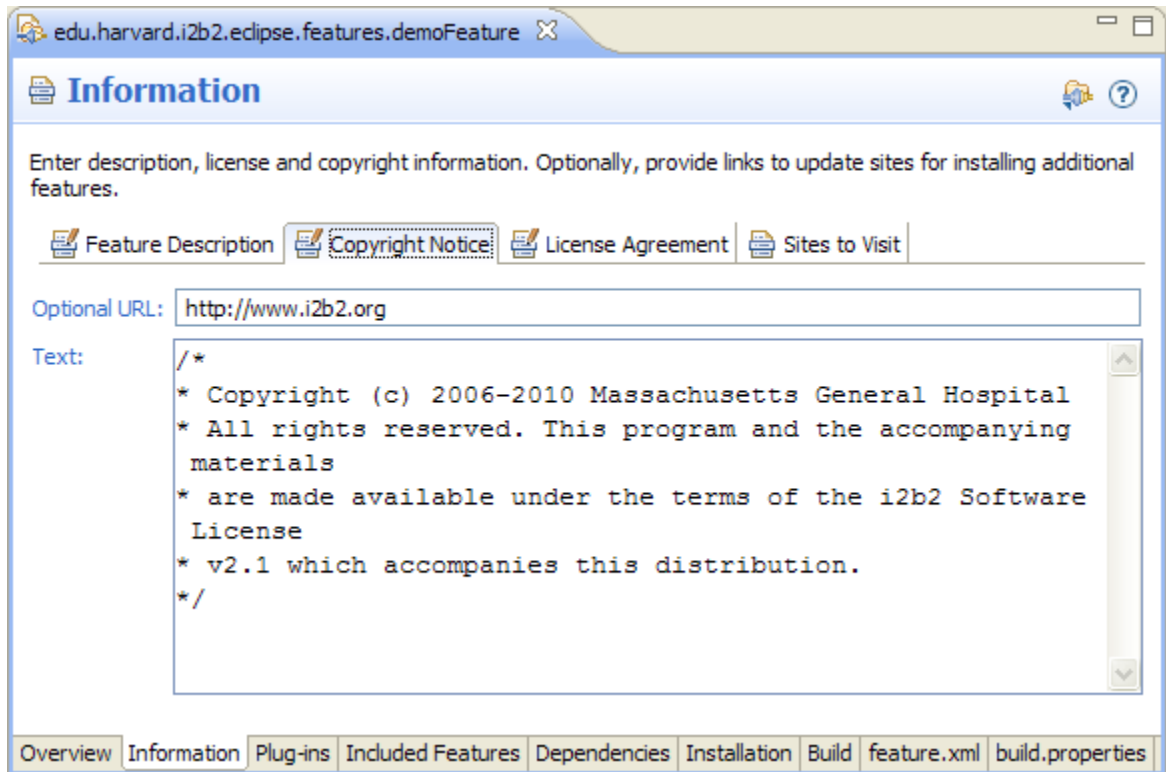 edu.harvard.i2b2.eclipse.features.demoFeature
Information
Enter description, license and copyright information. Optionally, provide links to update sites for installing additional
features.
Feature Description Copyright Notice License Agreement Sites to Visit
Optional URL: http://www.i2b2.org
Text: /*
* Copyright (c) 2006-2010 Massachusetts General Hospital
* All rights reserved. This program and the accompanying
materials
* are made available under the terms of the i2b2 Software
License
* v2.1 which accompanies this distribution.
*/
Overview Information Plug-ins Included Features Dependencies Installation Build feature.xml build.properties